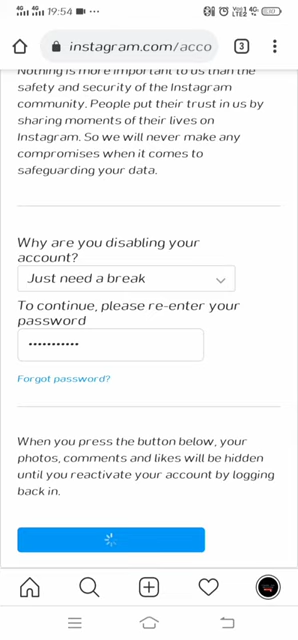 19:54
instagram.com/acco
3
Nothing is more important to us than the
safety and security of the Instagram
community. People put their trust in us by
sharing moments of their lives on
Instagram. So we will never make any
compromises when it comes to
safeguarding your data.
Why are you disabling your
account?
Just need a break
To continue, please re-enter your
password
•••••••••••
Forgot password?
When you press the button below, your
photos, comments and likes will be hidden
until you reactivate your account by logging
back in.